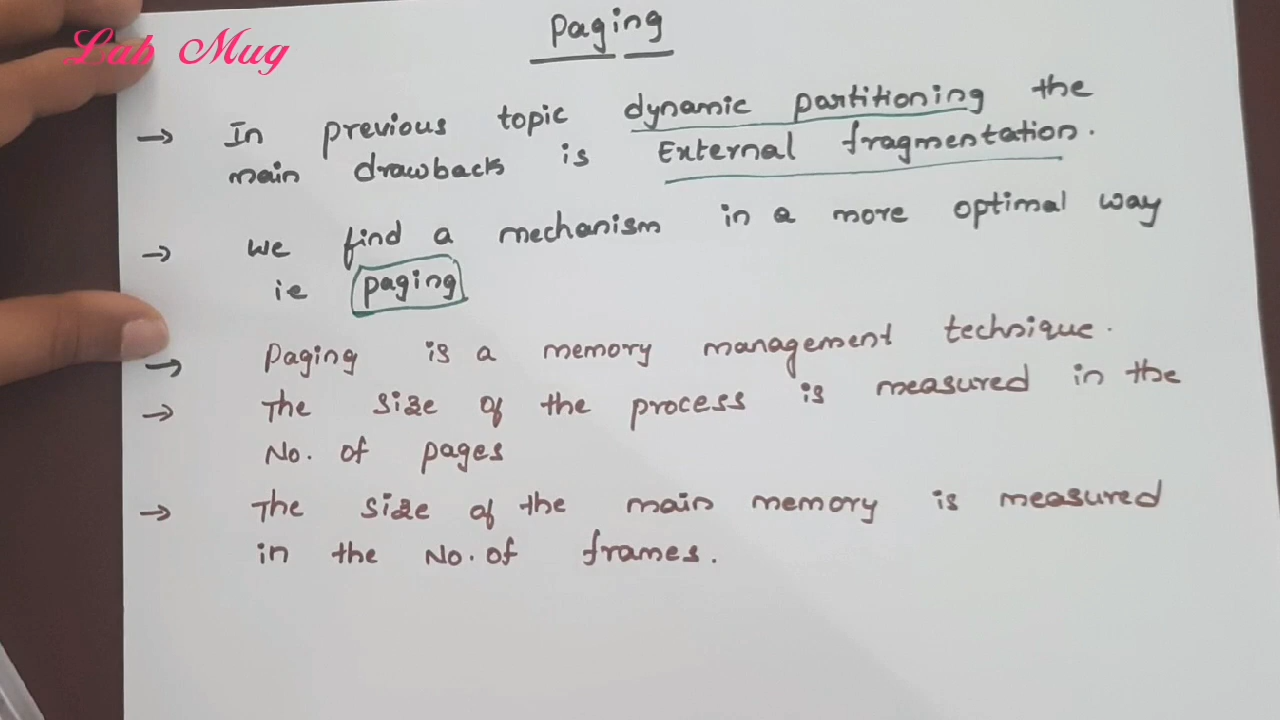 Lab Mug
Paging
→ In previous topic dynamic partitioning the
main drawback is External fragmentation.
→ we find a mechanism in a more optimal way
ie paging
→ Paging is a memory management technique.
→ The size of the process is measured in the
No. of pages
→ The size of the main memory is measured
in the No. of frames.